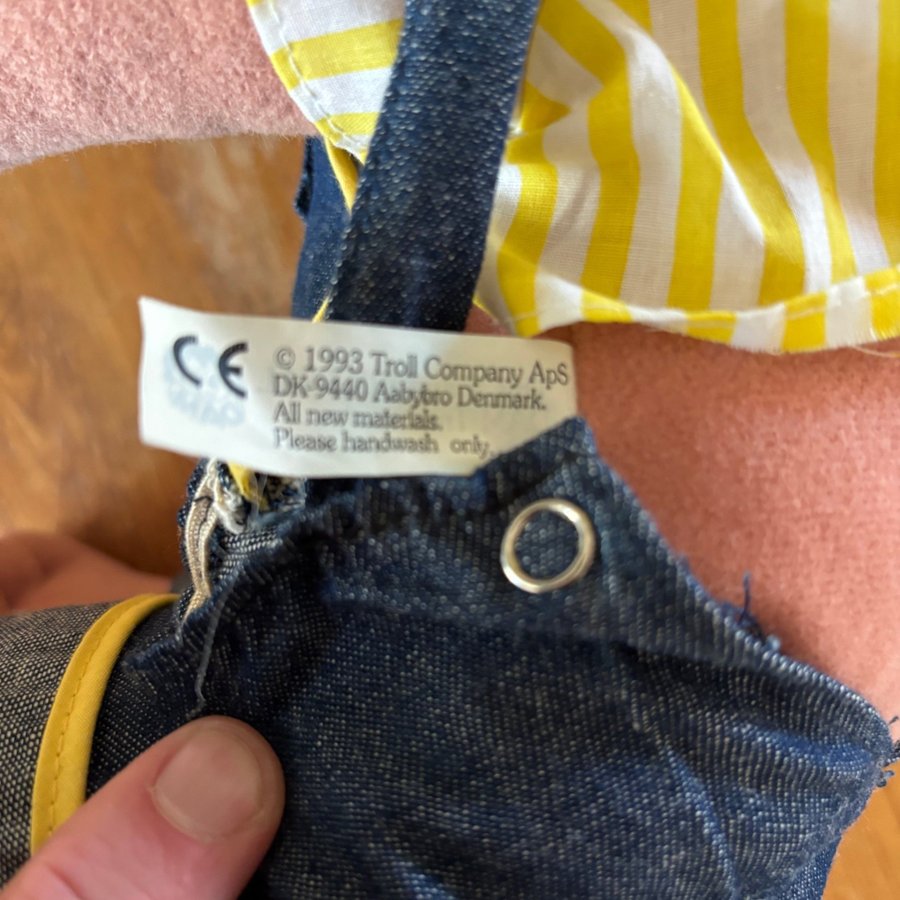 CE
© 1993 Troll Company ApS
DK-9440 Aabybro Denmark.
All new materials.
Please handwash only.